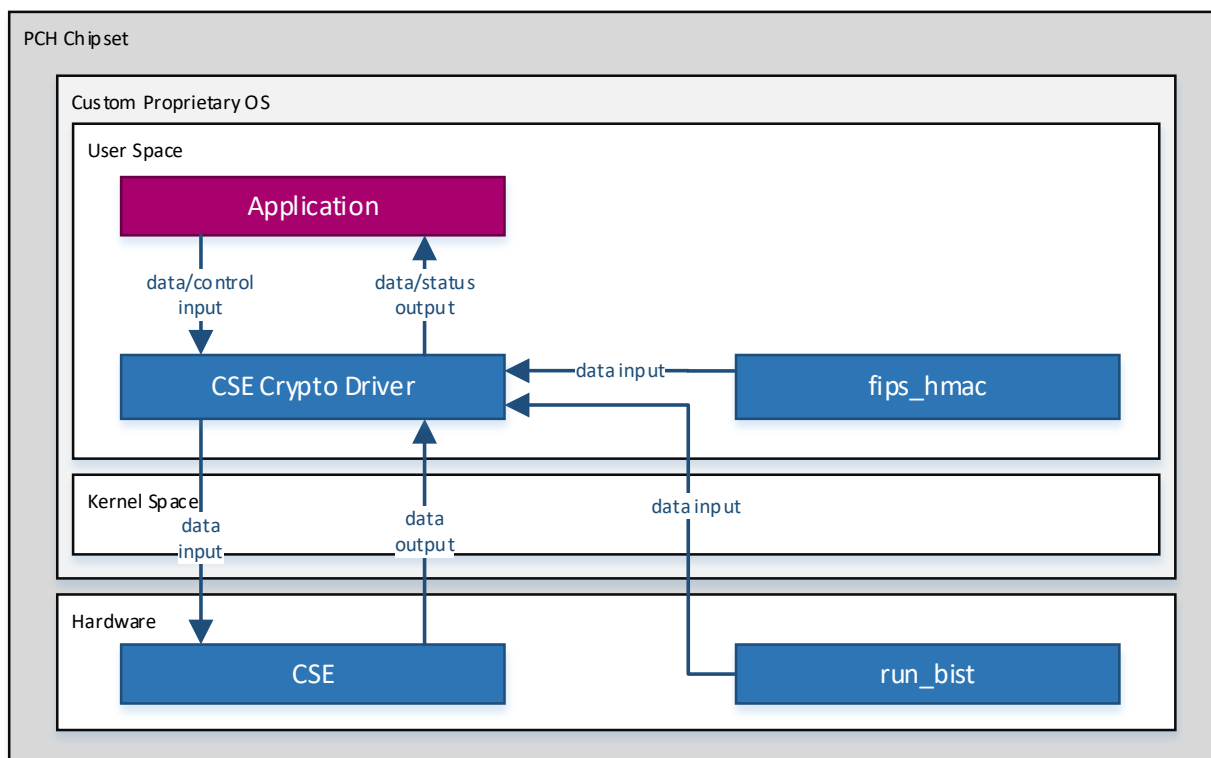 PCH Chipset
Custom Proprietary OS
User Space
Application
data/control
input
data/status
output
CSE Crypto Driver
data input
fips_hmac
Kernel Space
data
input
data
output
data input
Hardware
CSE
run_bist